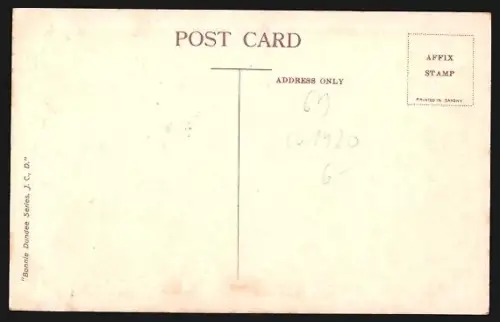 POST CARD
AFFIX
STAMP
PRINTED IN SAXONY
ADDRESS ONLY
69
1920
6-
"Bonnie Dundee Series, J. C, D."